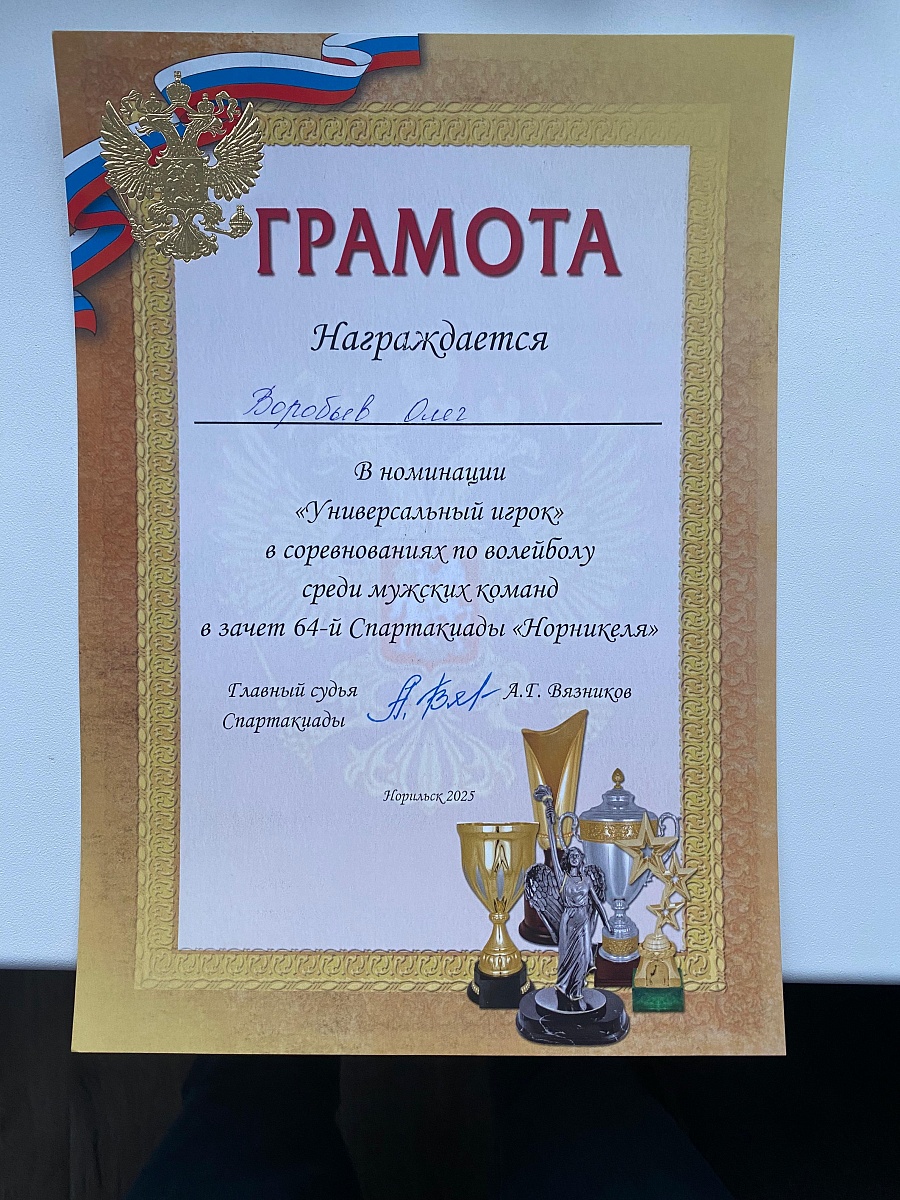 ГРАМОТА
Награждается
Воробьев Олег
В номинации
«Универсальный игрок»
в соревнованиях по волейболу
среди мужских команд
в зачет 64-й Спартакиады «Норникеля»
Главный судья А.Г. Вязников
Спартакиады
Норильск 2025